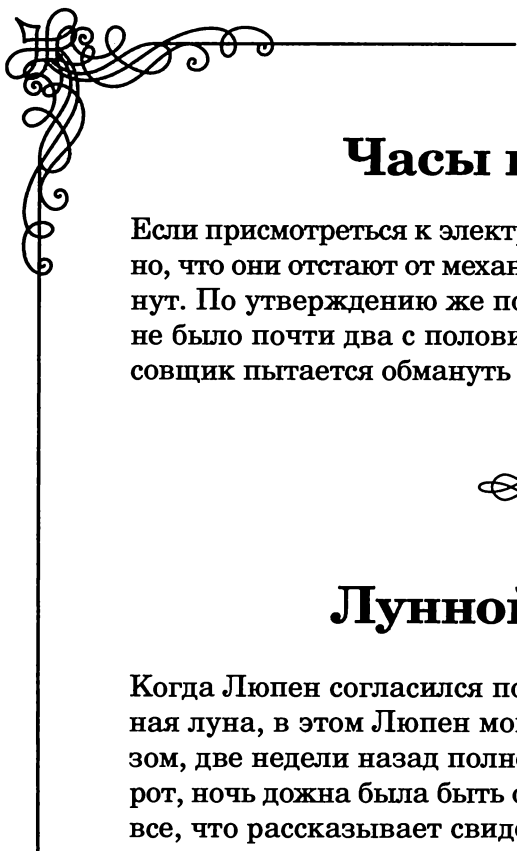 Часы
Если присмотреться к элект
но, что они отстают от механ
нут. По утверждению же по
не было почти два с полови
совщик пытается обмануть
Лунной
Когда Люпен согласился по
ная луна, в этом Люпен мо
зом, две недели назад полн
рот, ночь дожна была быть
все, что рассказывает свид